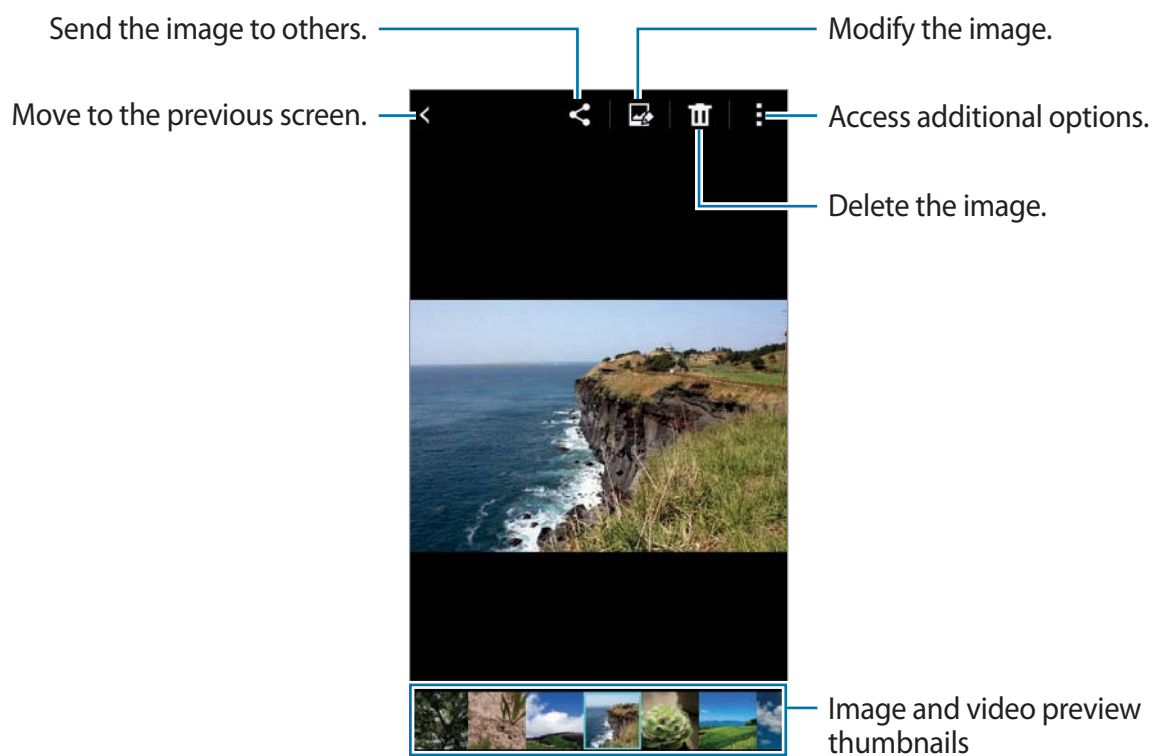 Send the image to others.
Modify the image.
Move to the previous screen.
Access additional options.
Delete the image.
Image and video preview
thumbnails